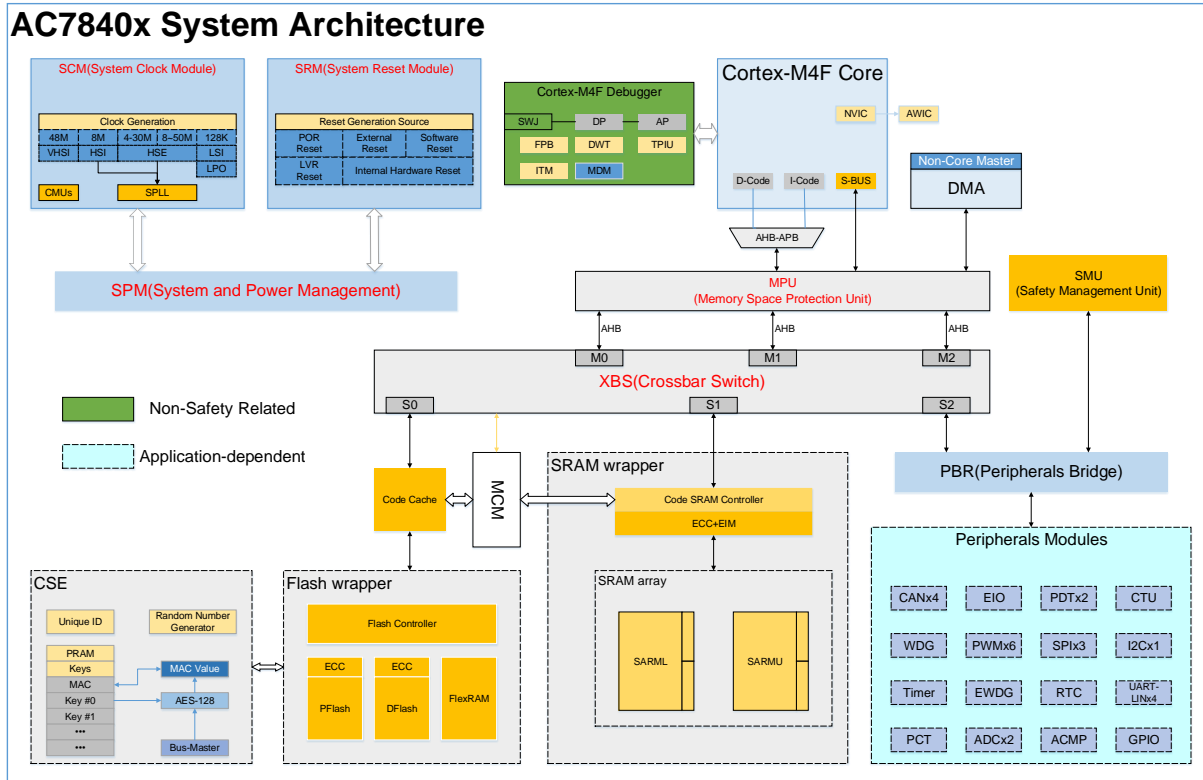 AC7840x System Architecture
SCM(System Clock Module)
Clock Generation
48M
8M
4-30M
8–50M
128K
VHSI
HSI
HSE
LSI
LPO
CMUs
SPLL
SRM(System Reset Module)
Reset Generation Source
POR
Reset
External
Reset
Software
Reset
LVR
Reset
Internal Hardware Reset
SPM(System and Power Management)
Cortex-M4F Debugger
SWJ
DP
AP
FPB
DWT
TPIU
ITM
MDM
Cortex-M4F Core
NVIC
AWIC
D-Code
I-Code
S-BUS
Non-Core Master
DMA
AHB-APB
MPU
(Memory Space Protection Unit)
SMU
(Safety Management Unit)
AHB
AHB
AHB
M0
M1
M2
XBS(Crossbar Switch)
S0
S1
S2
Non-Safety Related
Application-dependent
Code Cache
MCM
SRAM wrapper
Code SRAM Controller
ECC+EIM
SRAM array
SARML
SARMU
PBR(Peripherals Bridge)
Peripherals Modules
CANx4
EIO
PDTx2
CTU
WDG
PWMx6
SPIx3
I2Cx1
Timer
EWDG
RTC
UART-
LINx4
PCT
ADCx2
ACMP
GPIO
CSE
Unique ID
Random Number
Generator
PRAM
Keys
MAC
Key #0
Key #1
•••
•••
MAC Value
AES-128
Bus-Master
Flash wrapper
Flash Controller
ECC
ECC
PFlash
DFlash
FlexRAM